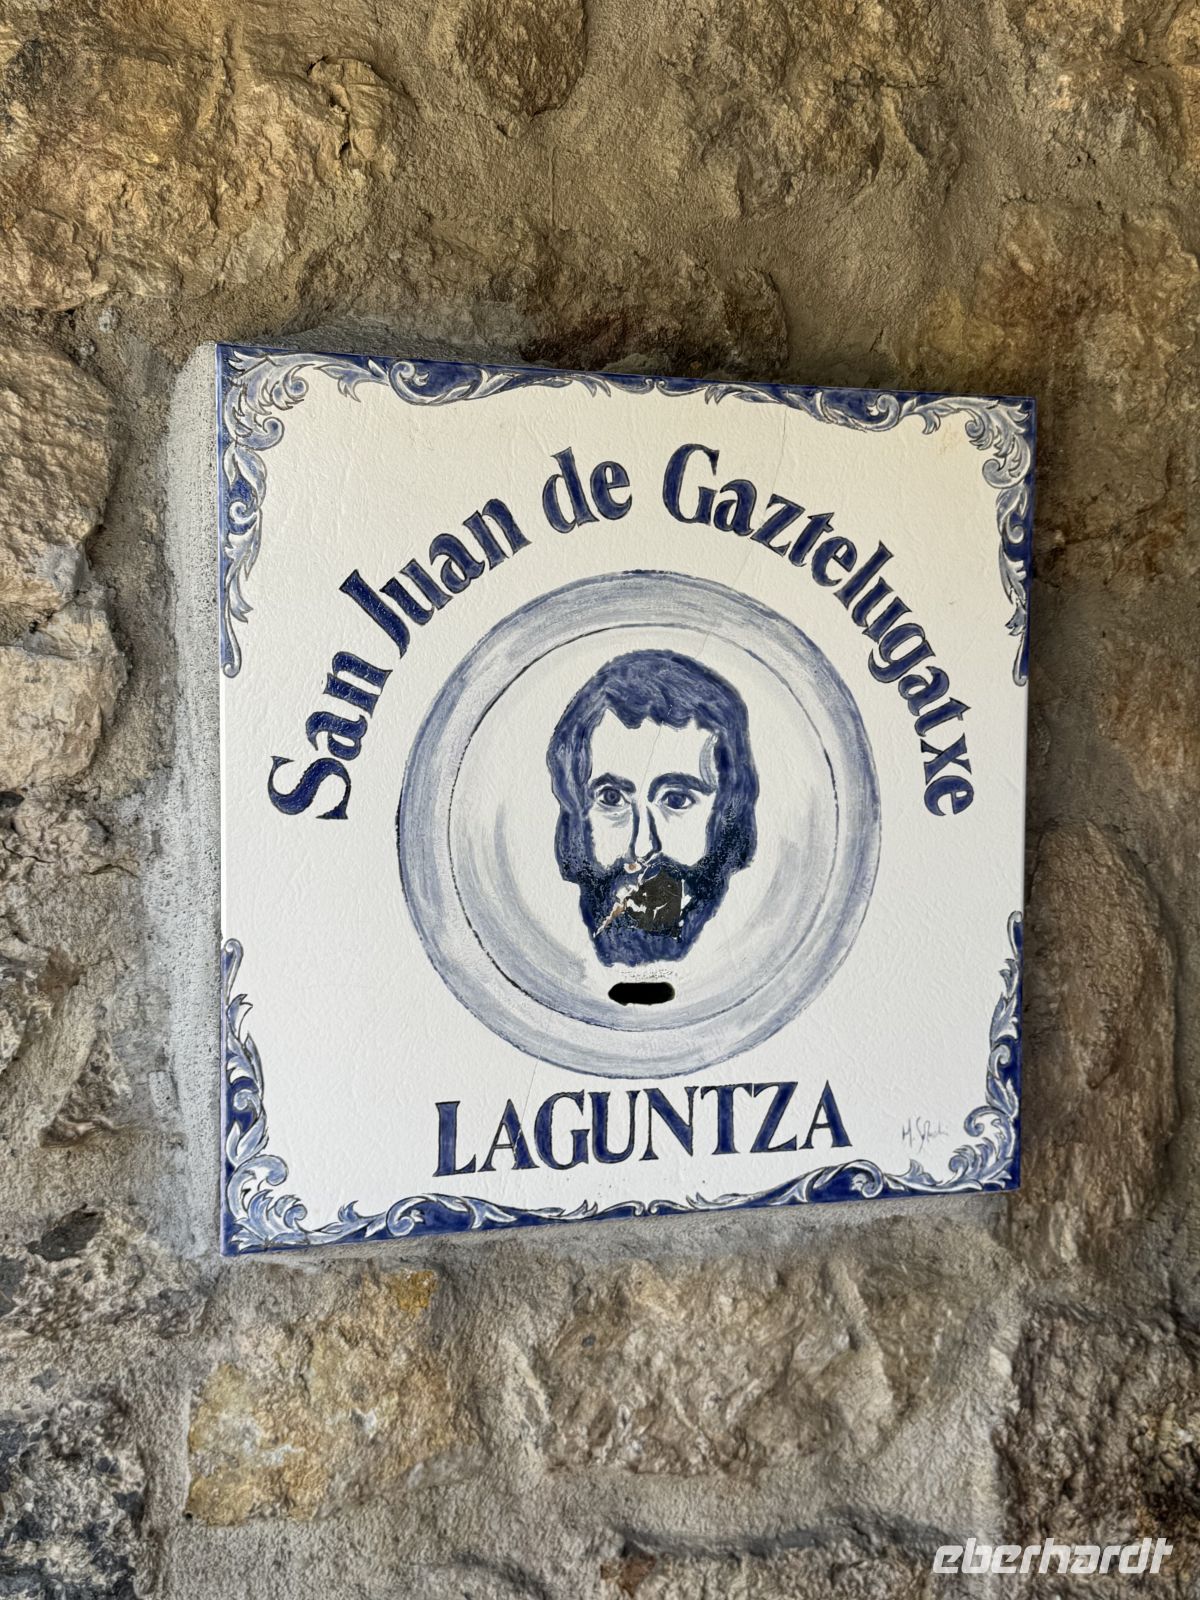 San Juan de Gaztelugatxe
LAGUNTZA
eberhardt